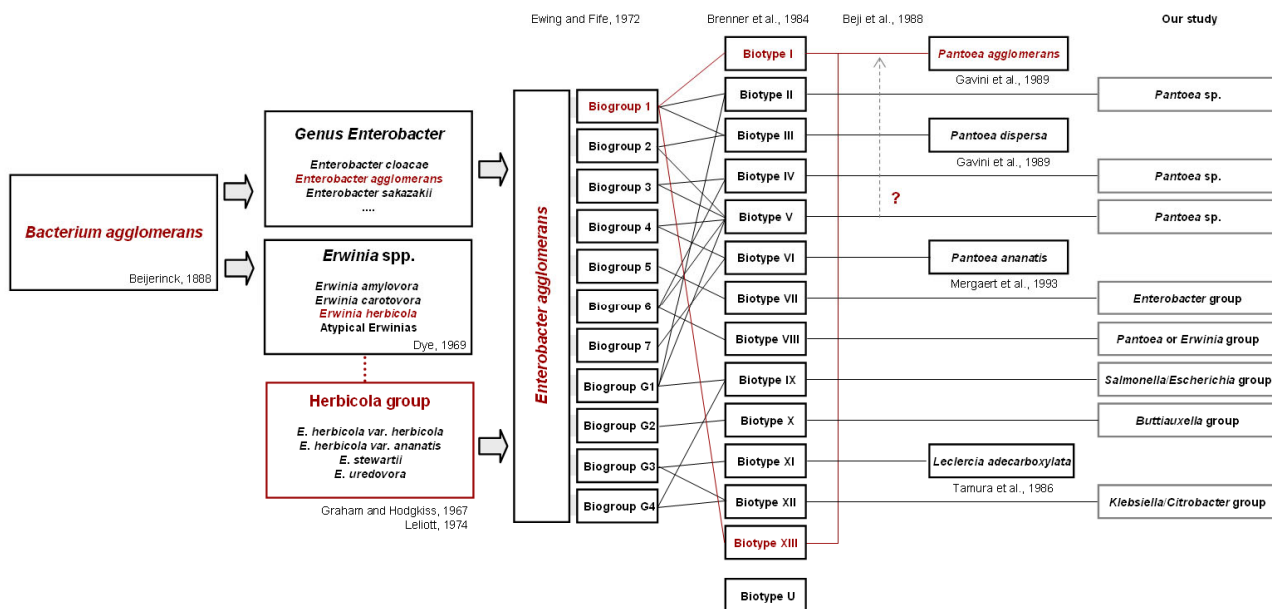 Ewing and Fife, 1972
Brenner et al., 1984
Beji et al., 1988
Our study
Bacterium agglomerans
Beijerinck, 1888
Genus Enterobacter
Enterobacter cloacae
Enterobacter agglomerans
Enterobacter sakazakii
....
Erwinia spp.
Erwinia amylovora
Erwinia carotovora
Erwinia herbicola
Atypical Erwinias
Dye, 1969
Herbicola group
E. herbicola var. herbicola
E. herbicola var. ananatis
E. stewartii
E. uredovora
Graham and Hodgkiss, 1967
Leliott, 1974
Enterobacter agglomerans
Biogroup 1
Biogroup 2
Biogroup 3
Biogroup 4
Biogroup 5
Biogroup 6
Biogroup 7
Biogroup G1
Biogroup G2
Biogroup G3
Biogroup G4
Biotype I
Biotype II
Biotype III
Biotype IV
Biotype V
Biotype VI
Biotype VII
Biotype VIII
Biotype IX
Biotype X
Biotype XI
Biotype XII
Biotype XIII
Biotype U
?
Pantoea agglomerans
Gavini et al., 1989
Pantoea dispersa
Gavini et al., 1989
Pantoea ananatis
Mergaert et al., 1993
Leclercia adecarboxylata
Tamura et al., 1986
Pantoea sp.
Pantoea sp.
Pantoea sp.
Enterobacter group
Pantoea or Erwinia group
Salmonella/Escherichia group
Buttiauxella group
Klebsiella/Citrobacter group